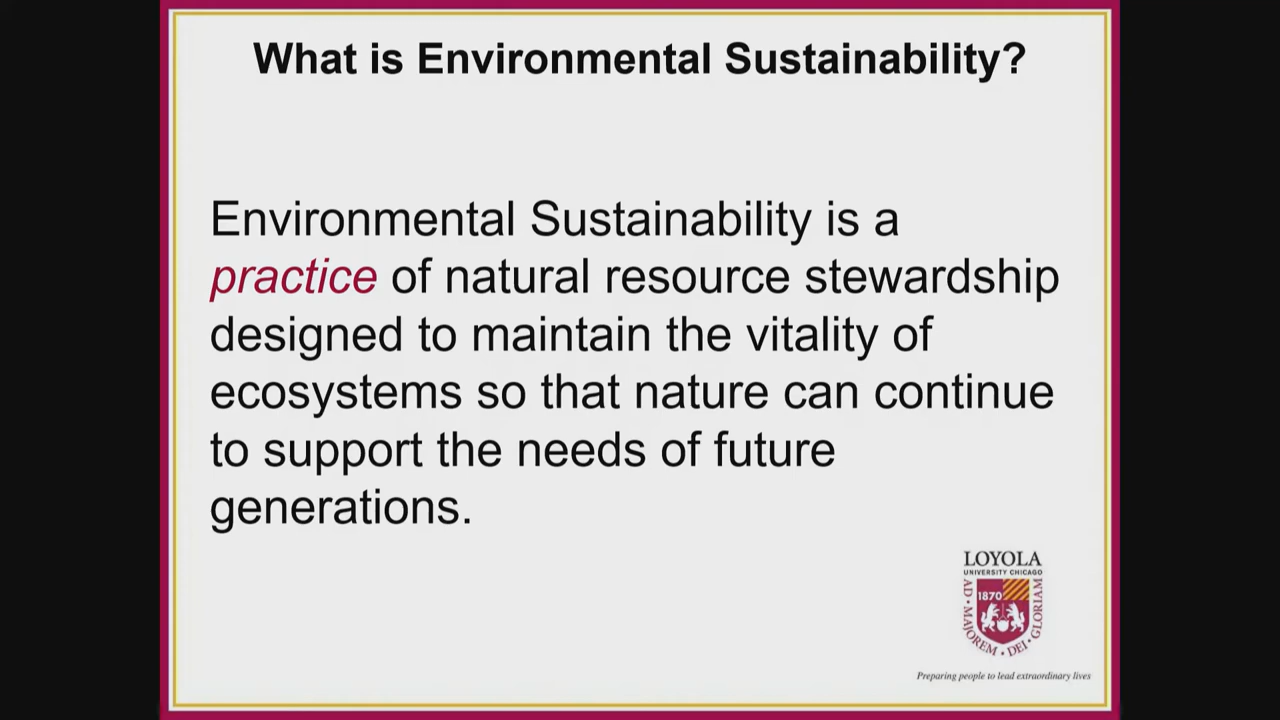 What is Environmental Sustainability?
Environmental Sustainability is a
practice of natural resource stewardship
designed to maintain the vitality of
ecosystems so that nature can continue
to support the needs of future
generations.
LOYOLA
UNIVERSITY CHICAGO
1870
AD • MAJOREM • DEI • GLORIAM
Preparing people to lead extraordinary lives